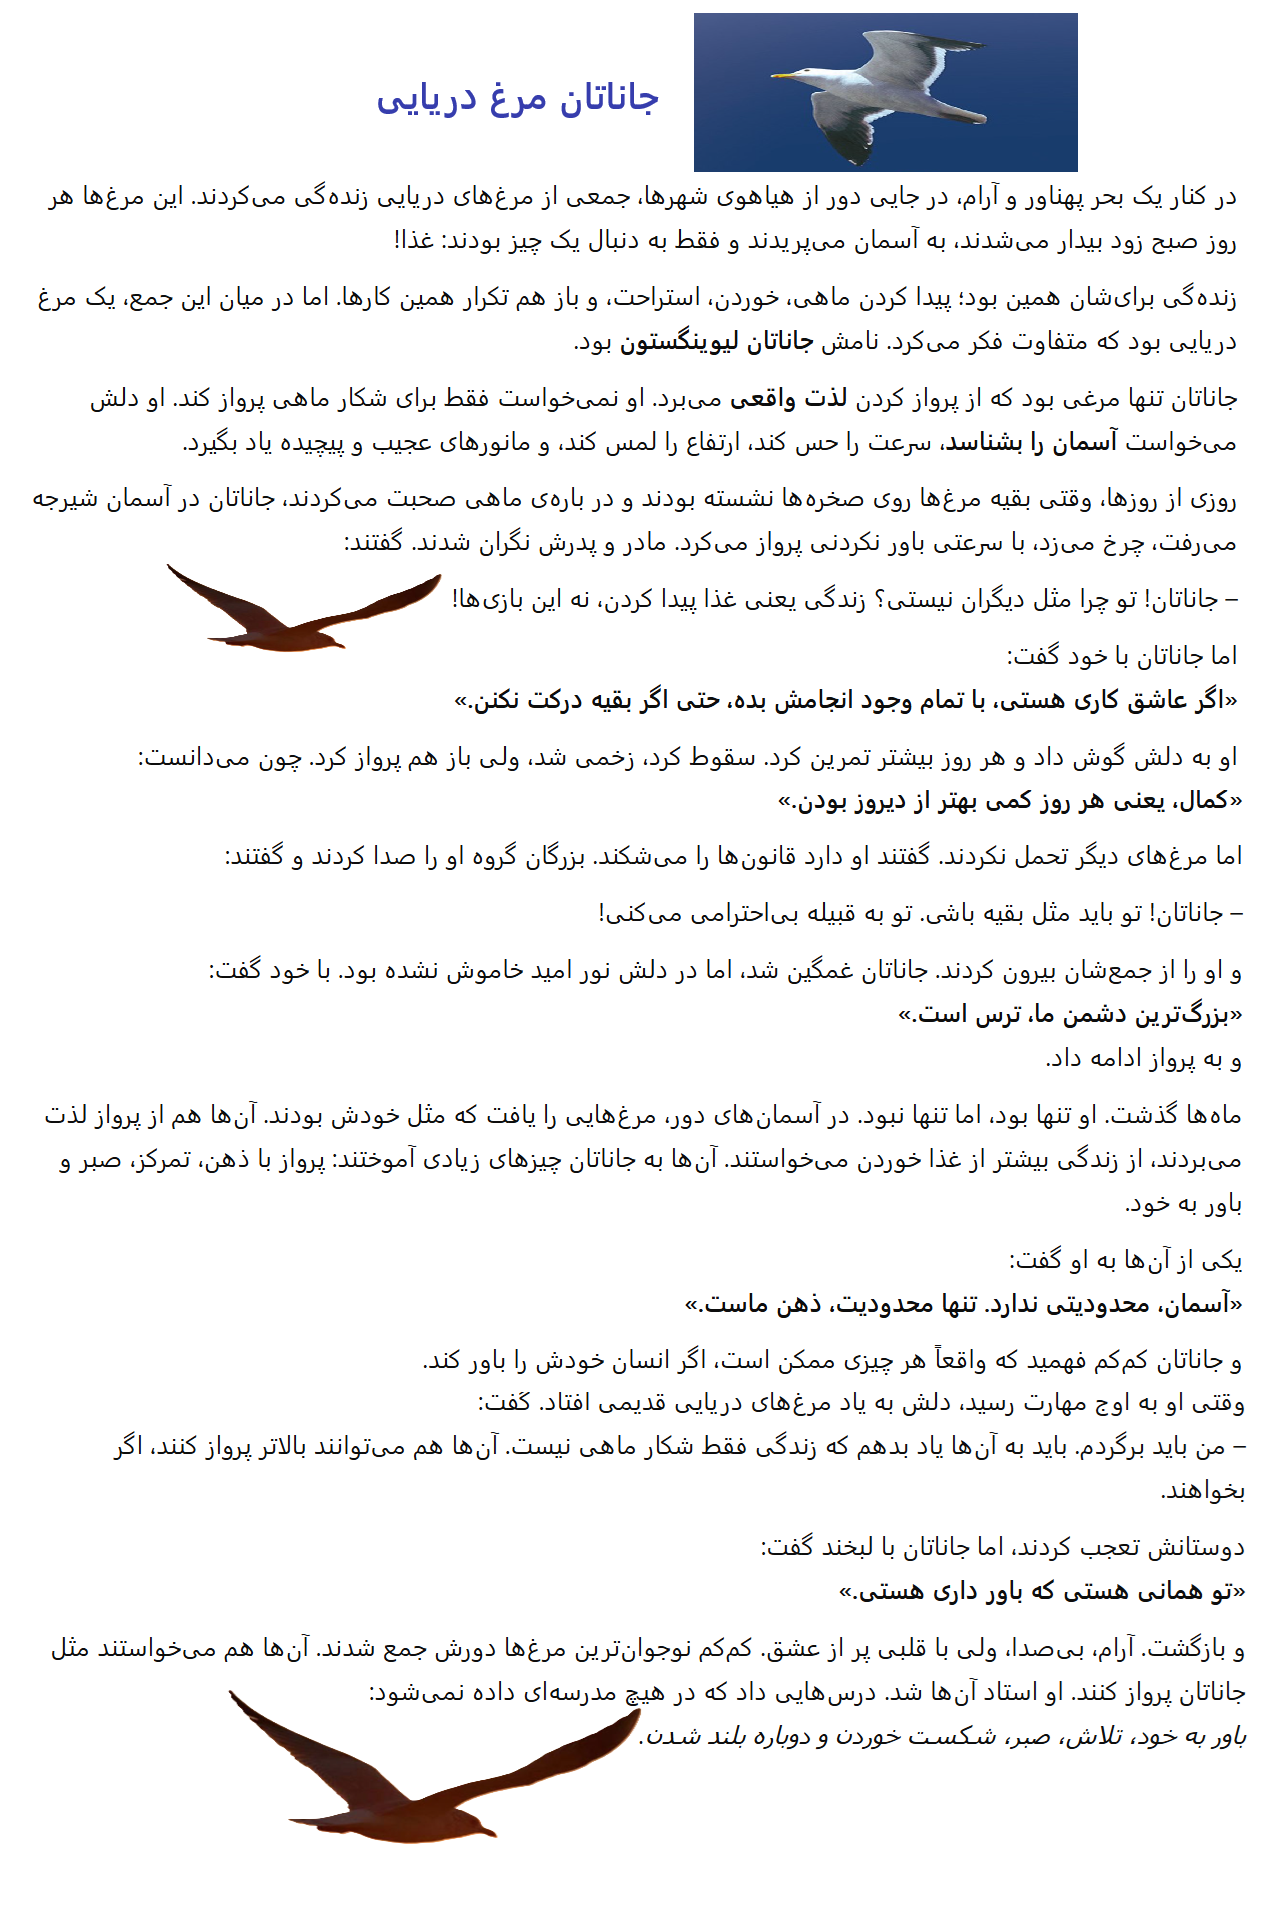 جاناتان مرغ دریایی
در کنار یک بحر پهناور و آرام، در جایی دور از هیاهوی شهرها، جمعی از مرغ‌های دریایی زنده‌گی می‌کردند. این مرغ‌ها هر
روز صبح زود بیدار می‌شدند، به آسمان می‌پریدند و فقط به دنبال یک چیز بودند: غذا!
زنده‌گی برای‌شان همین بود؛ پیدا کردن ماهی، خوردن، استراحت، و باز هم تکرار همین کارها. اما در میان این جمع، یک مرغ
دریایی بود که متفاوت فکر می‌کرد. نامش جاناتان لیوینگستون بود.
جاناتان تنها مرغی بود که از پرواز کردن لذت واقعی می‌برد. او نمی‌خواست فقط برای شکار ماهی پرواز کند. او دلش
می‌خواست آسمان را بشناسد، سرعت را حس کند، ارتفاع را لمس کند، و مانورهای عجیب و پیچیده یاد بگیرد.
روزی از روزها، وقتی بقیه مرغ‌ها روی صخره‌ها نشسته بودند و در باره‌ی ماهی صحبت می‌کردند، جاناتان در آسمان شیرجه
می‌رفت، چرخ می‌زد، با سرعتی باور نکردنی پرواز می‌کرد. مادر و پدرش نگران شدند. گفتند:
– جاناتان! تو چرا مثل دیگران نیستی؟ زندگی یعنی غذا پیدا کردن، نه این بازی‌ها!
اما جاناتان با خود گفت:
«اگر عاشق کاری هستی، با تمام وجود انجامش بده، حتی اگر بقیه درکت نکنن.»
او به دلش گوش داد و هر روز بیشتر تمرین کرد. سقوط کرد، زخمی شد، ولی باز هم پرواز کرد. چون می‌دانست:
«کمال، یعنی هر روز کمی بهتر از دیروز بودن.»
اما مرغ‌های دیگر تحمل نکردند. گفتند او دارد قانون‌ها را می‌شکند. بزرگان گروه او را صدا کردند و گفتند:
– جاناتان! تو باید مثل بقیه باشی. تو به قبیله بی‌احترامی می‌کنی!
و او را از جمع‌شان بیرون کردند. جاناتان غمگین شد، اما در دلش نور امید خاموش نشده بود. با خود گفت:
«بزرگ‌ترین دشمن ما، ترس است.»
و به پرواز ادامه داد.
ماه‌ها گذشت. او تنها بود، اما تنها نبود. در آسمان‌های دور، مرغ‌هایی را یافت که مثل خودش بودند. آن‌ها هم از پرواز لذت
می‌بردند، از زندگی بیشتر از غذا خوردن می‌خواستند. آن‌ها به جاناتان چیزهای زیادی آموختند: پرواز با ذهن، تمرکز، صبر و
باور به خود.
یکی از آن‌ها به او گفت:
«آسمان، محدودیتی ندارد. تنها محدودیت، ذهن ماست.»
و جاناتان کم‌کم فهمید که واقعاً هر چیزی ممکن است، اگر انسان خودش را باور کند.
وقتی او به اوج مهارت رسید، دلش به یاد مرغ‌های دریایی قدیمی افتاد. گفت:
– من باید برگردم. باید به آن‌ها یاد بدهم که زندگی فقط شکار ماهی نیست. آن‌ها هم می‌توانند بالاتر پرواز کنند، اگر
بخواهند.
دوستانش تعجب کردند، اما جاناتان با لبخند گفت:
«تو همانی هستی که باور داری هستی.»
و بازگشت. آرام، بی‌صدا، ولی با قلبی پر از عشق. کم‌کم نوجوان‌ترین مرغ‌ها دورش جمع شدند. آن‌ها هم می‌خواستند مثل
جاناتان پرواز کنند. او استاد آن‌ها شد. درس‌هایی داد که در هیچ مدرسه‌ای داده نمی‌شود:
باور به خود، تلاش، صبر، شکست خوردن و دوباره بلند شدن.